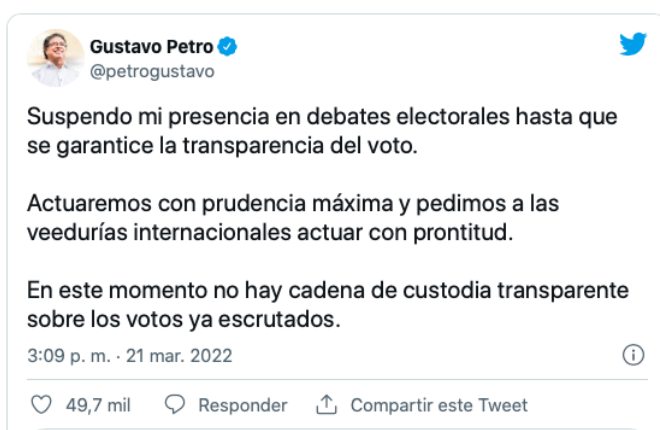 Gustavo Petro
@petrogustavo
Suspendo mi presencia en debates electorales hasta que
se garantice la transparencia del voto.
Actuaremos con prudencia máxima y pedimos a las
veedurías internacionales actuar con prontitud.
En este momento no hay cadena de custodia transparente
sobre los votos ya escrutados.
3:09 p. m. · 21 mar. 2022
49,7 mil Responder Compartir este Tweet